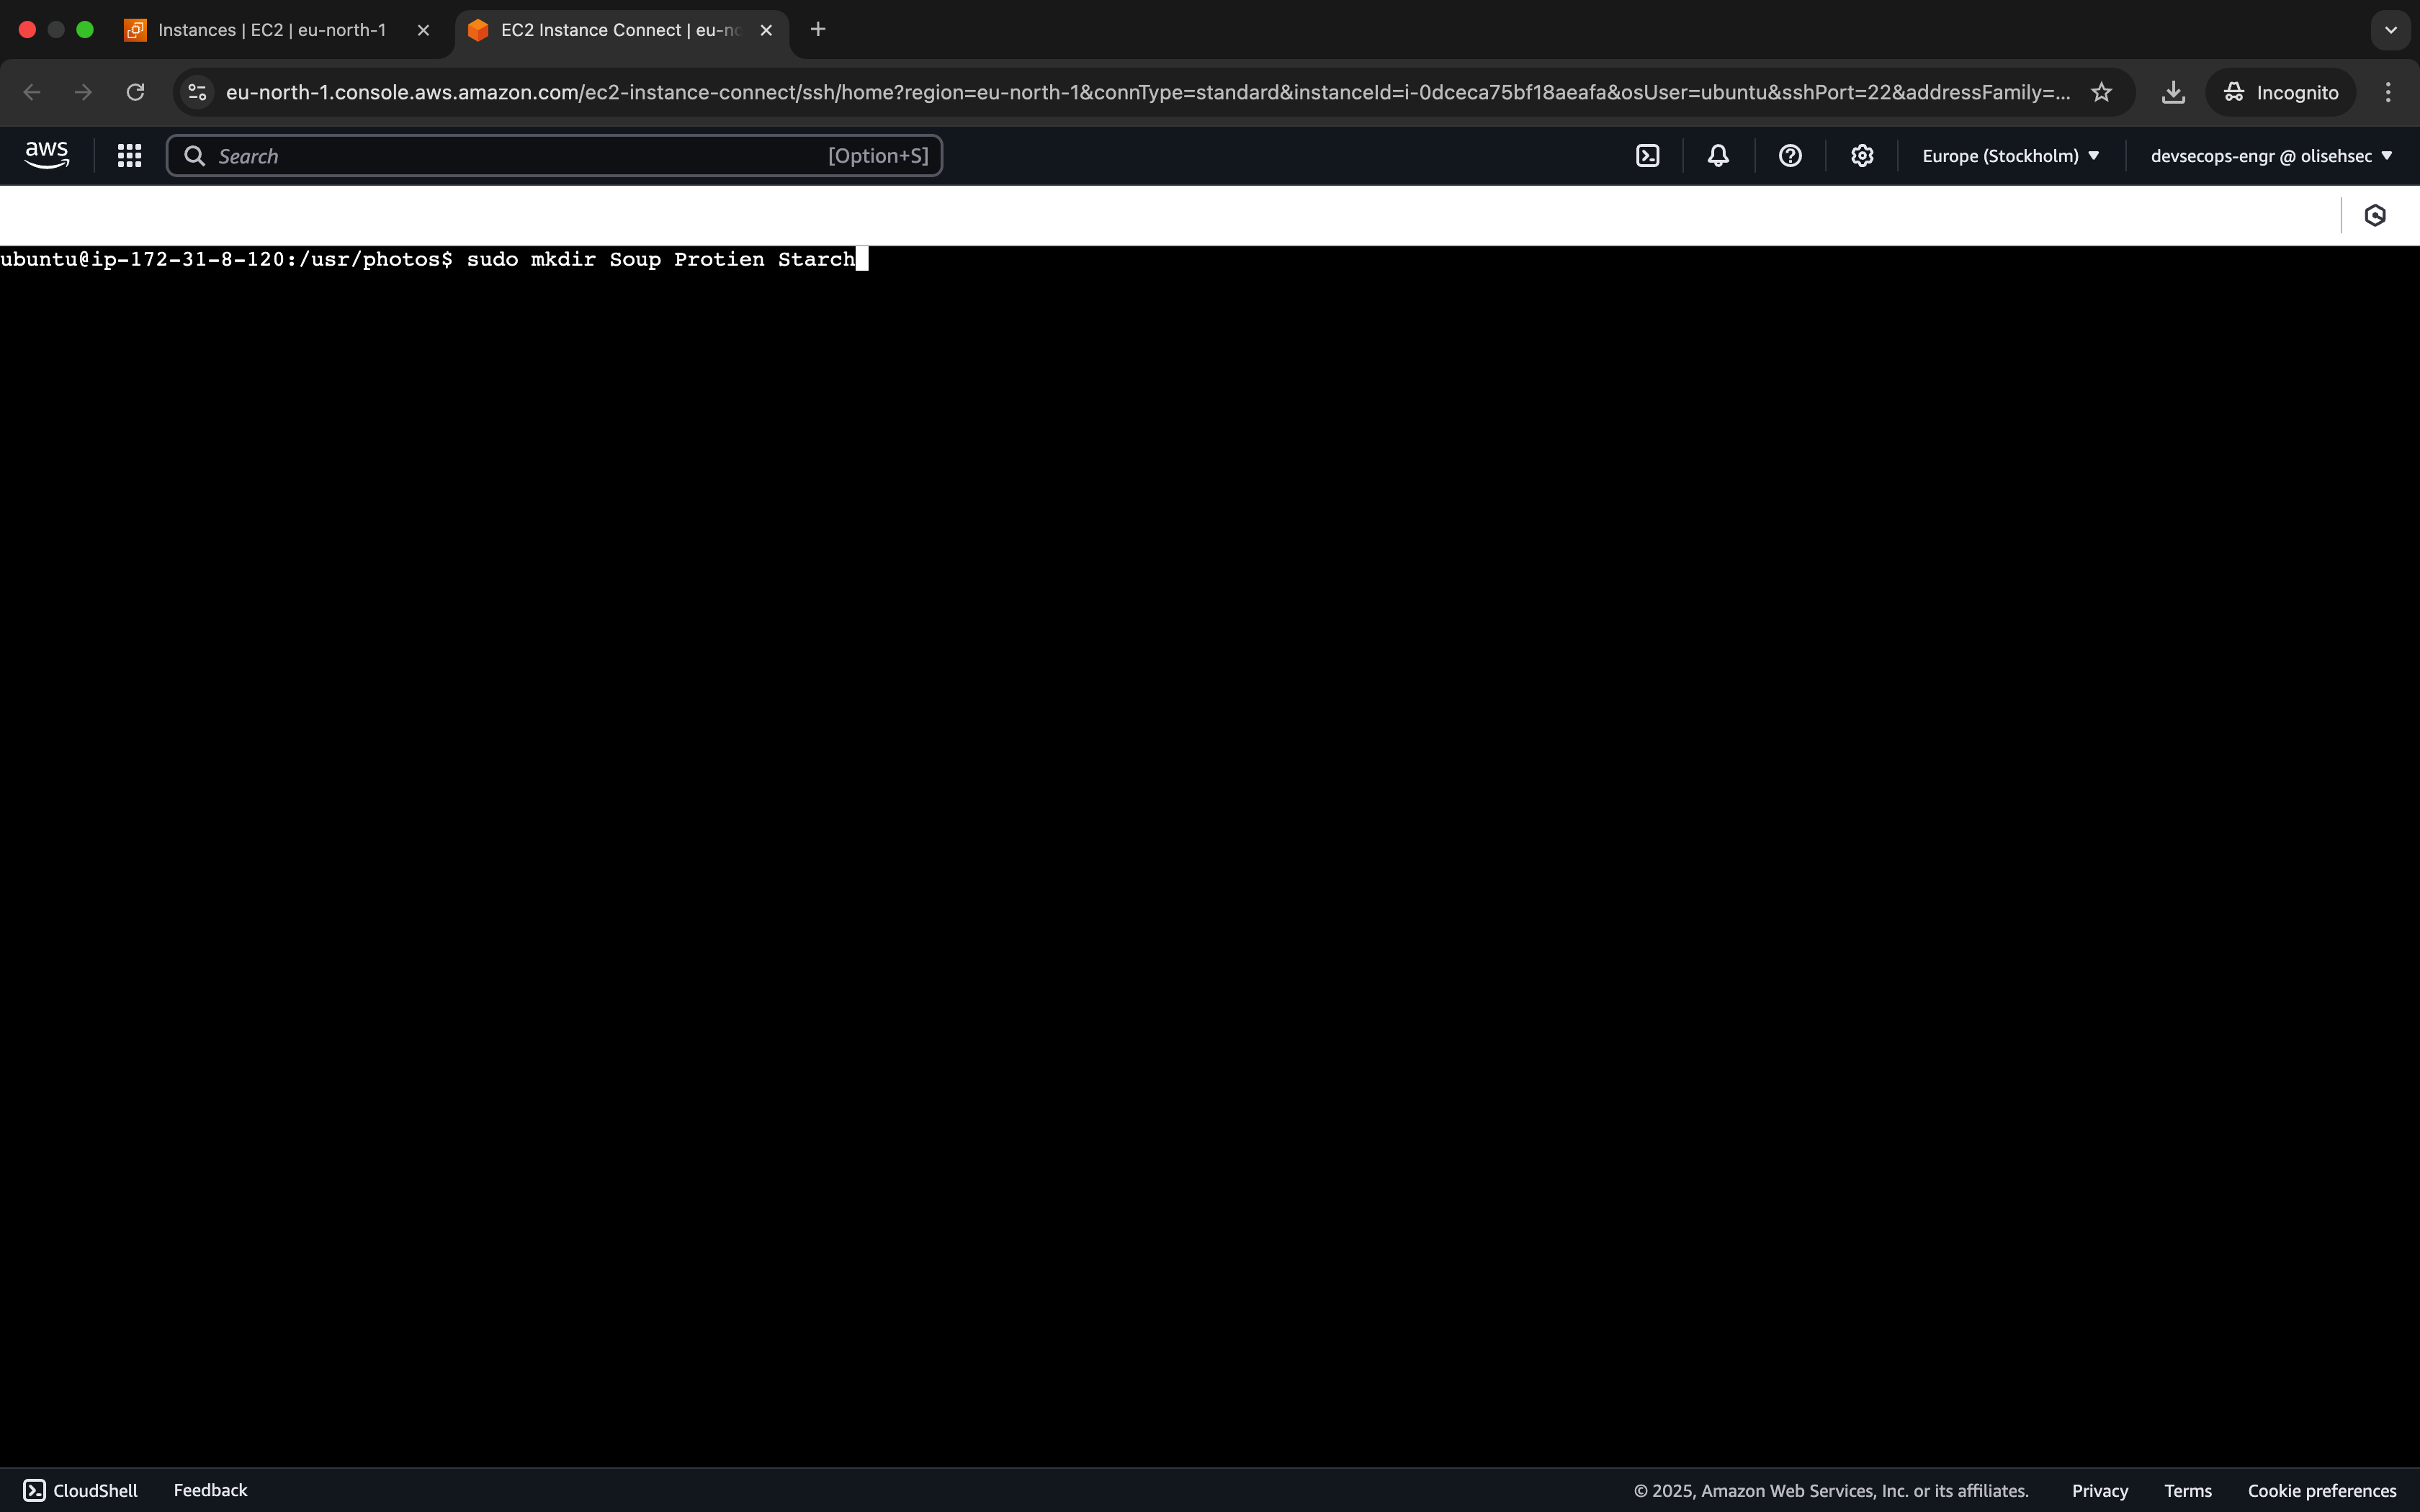 Instances | EC2 | eu-north-1
EC2 Instance Connect | eu-no
eu-north-1.console.aws.amazon.com/ec2-instance-connect/ssh/home?region=eu-north-1&connType=standard&instanceId=i-0dceca75bf18aeafa&osUser=ubuntu&sshPort=22&addressFamily=...
Incognito
aws
Search
[Option+S]
Europe (Stockholm)
devsecops-engr @ olisehsec
ubuntu@ip-172-31-8-120:/usr/photos$ sudo mkdir Soup Protien Starch
CloudShell
Feedback
© 2025, Amazon Web Services, Inc. or its affiliates.
Privacy
Terms
Cookie preferences